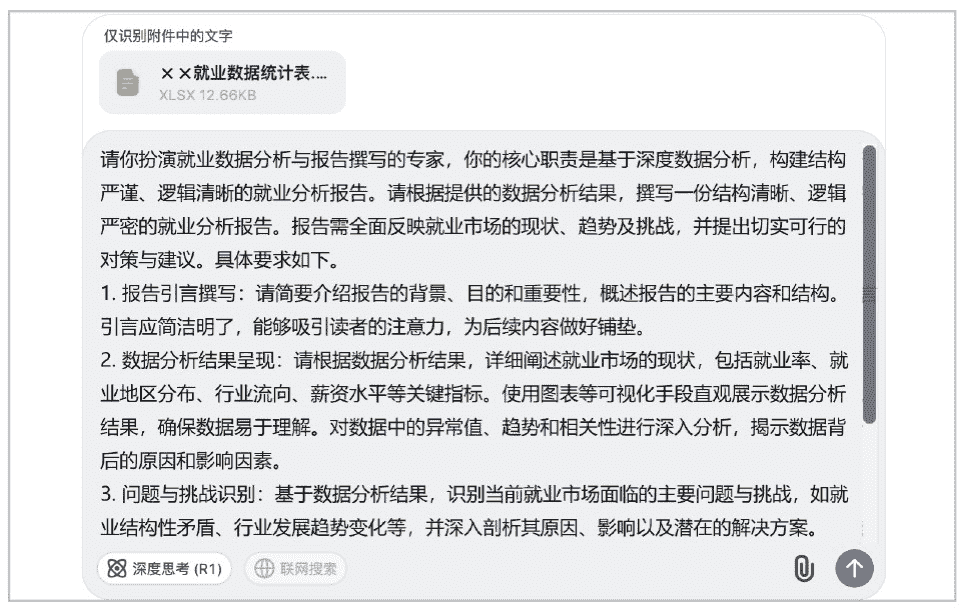 仅识别附件中的文字
××就业数据统计表....
XLSX 12.66KB
请你扮演就业数据分析与报告撰写的专家，你的核心职责是基于深度数据分析，构建结构
严谨、逻辑清晰的就业分析报告。请根据提供的数据分析结果，撰写一份结构清晰、逻辑
严密的就业分析报告。报告需全面反映就业市场的现状、趋势及挑战，并提出切实可行的
对策与建议。具体要求如下。
1. 报告引言撰写：请简要介绍报告的背景、目的和重要性，概述报告的主要内容和结构。
引言应简洁明了，能够吸引读者的注意力，为后续内容做好铺垫。
2. 数据分析结果呈现：请根据数据分析结果，详细阐述就业市场的现状，包括就业率、就
业地区分布、行业流向、薪资水平等关键指标。使用图表等可视化手段直观展示数据分析
结果，确保数据易于理解。对数据中的异常值、趋势和相关性进行深入分析，揭示数据背
后的原因和影响因素。
3. 问题与挑战识别：基于数据分析结果，识别当前就业市场面临的主要问题与挑战，如就
业结构性矛盾、行业发展趋势变化等，并深入剖析其原因、影响以及潜在的解决方案。
深度思考 (R1)
联网搜索